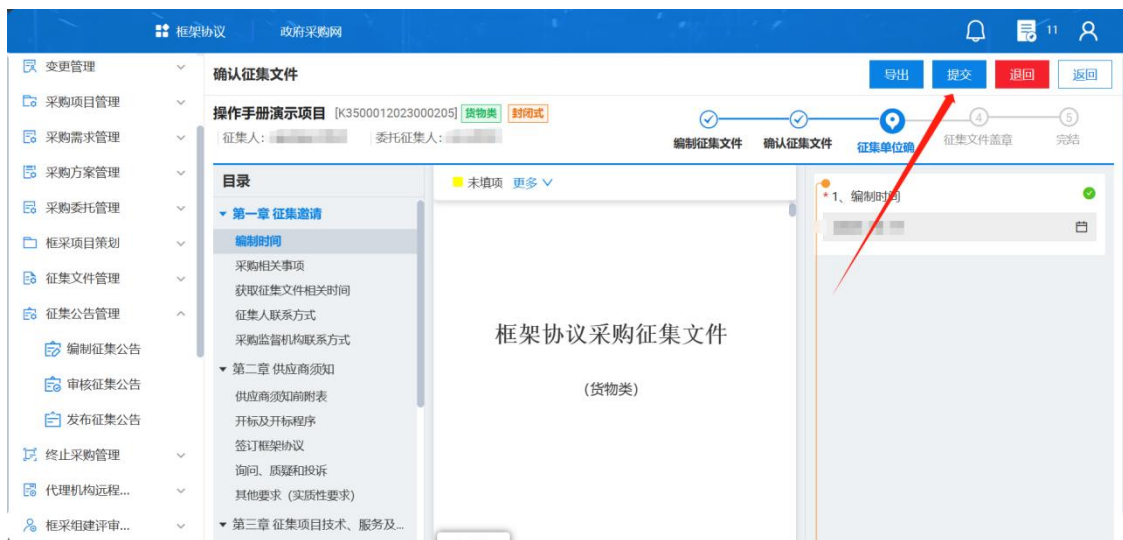 框架协议 政府采购网 11
变更管理
采购项目管理
采购需求管理
采购方案管理
采购委托管理
框采项目策划
征集文件管理
征集公告管理
编制征集公告
审核征集公告
发布征集公告
终止采购管理
代理机构远程...
框采组建评审...
确认征集文件 导出 提交 退回 返回
操作手册演示项目 [K3500012023000205] 货物类 封闭式
征集人: 委托征集人:
编制征集文件 确认征集文件 征集单位确 4 征集文件盖章 5 完结
目录
第一章 征集邀请
编制时间
采购相关事项
获取征集文件相关时间
征集人联系方式
采购监督机构联系方式
第二章 供应商须知
供应商须知前附表
开标及开标程序
签订框架协议
询问、质疑和投诉
其他要求（实质性要求）
第三章 征集项目技术、服务及...
未填项 更多
框架协议采购征集文件
(货物类)
* 1、编制时间